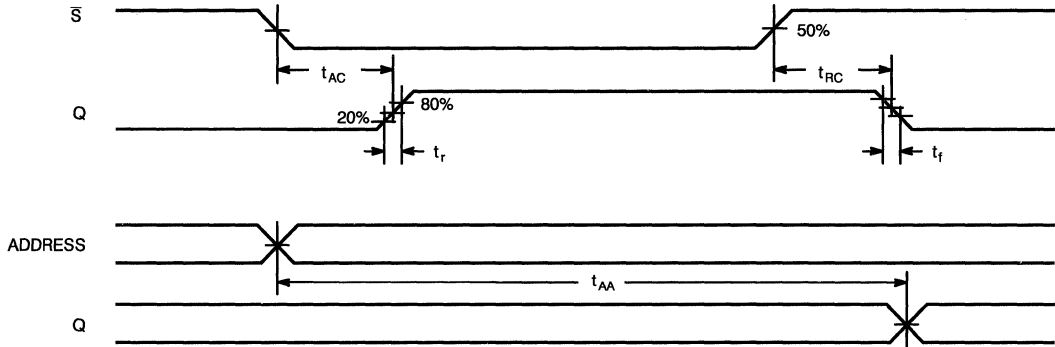 S̅
50%
t_AC
t_RC
Q
20%
80%
t_r
t_f
ADDRESS
t_AA
Q